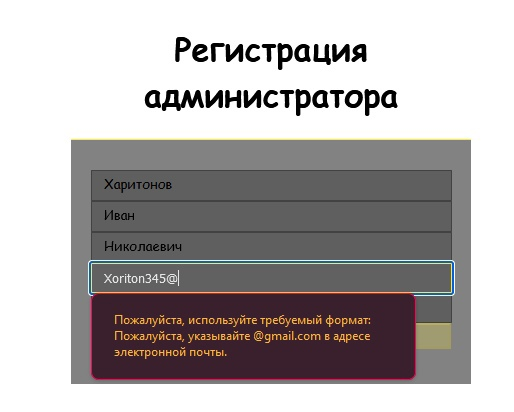 Регистрация
администратора
Харитонов
Иван
Николаевич
Xoriton345@
Пожалуйста, используйте требуемый формат:
Пожалуйста, указывайте @gmail.com в адресе
электронной почты.